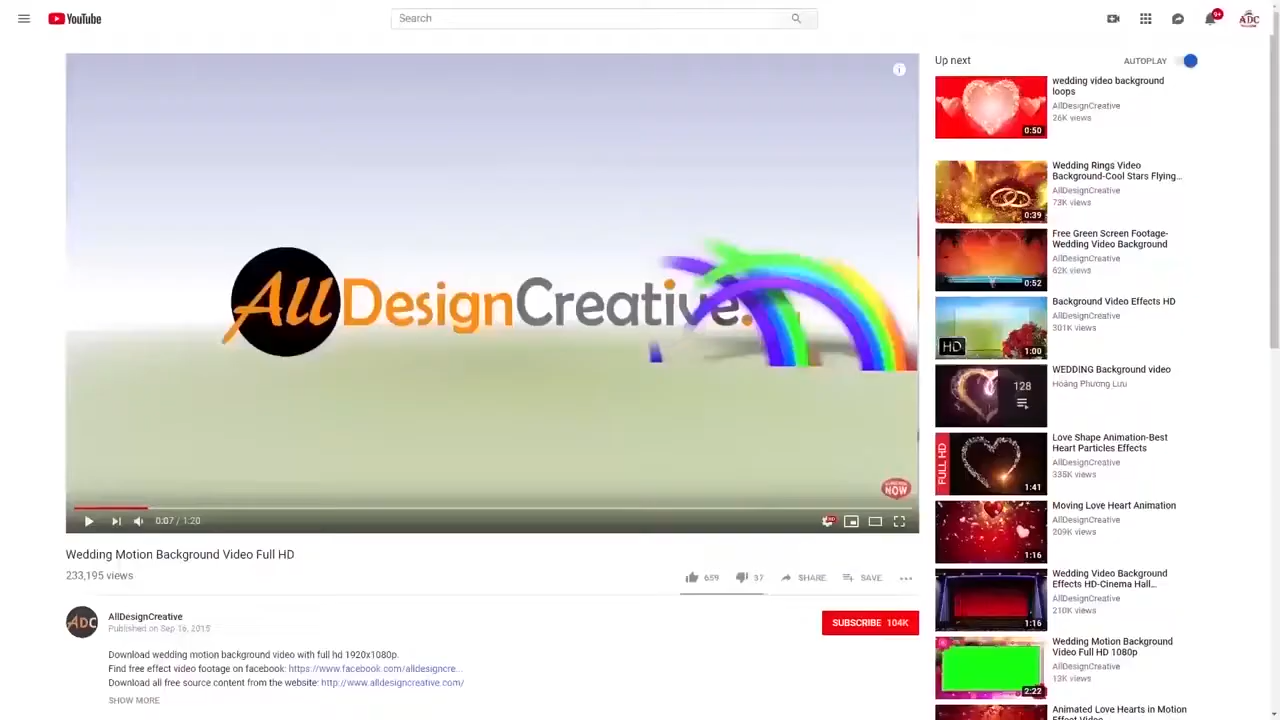 YouTube
Search
9+
ADC
AllDesignCreative.
SUBSCRIBE
NOW
0:07 / 1:20
HD
Wedding Motion Background Video Full HD
233,195 views
659
37
SHARE
SAVE
ADC
AllDesignCreative
Published on Sep 16, 2015
SUBSCRIBE 104K
Download wedding motion background video with full hd 1920x1080p.
Find free effect video footage on facebook: https://www.facebook.com/alldesigncre...
Download all free source content from the website: http://www.alldesigncreative.com/
SHOW MORE
Up next
AUTOPLAY
0:50
wedding video background
loops
AllDesignCreative
26K views
0:39
Wedding Rings Video
Background-Cool Stars Flying...
AllDesignCreative
73K views
0:52
Free Green Screen Footage-
Wedding Video Background
AllDesignCreative
62K views
HD
1:00
Background Video Effects HD
AllDesignCreative
301K views
128
WEDDING Background video
Hoàng Phương Lưu
FULL HD
1:41
Love Shape Animation-Best
Heart Particles Effects
AllDesignCreative
335K views
1:16
Moving Love Heart Animation
AllDesignCreative
209K views
1:16
Wedding Video Background
Effects HD-Cinema Hall...
AllDesignCreative
210K views
2:22
Wedding Motion Background
Video Full HD 1080p
AllDesignCreative
13K views
Animated Love Hearts in Motion
Effect Video